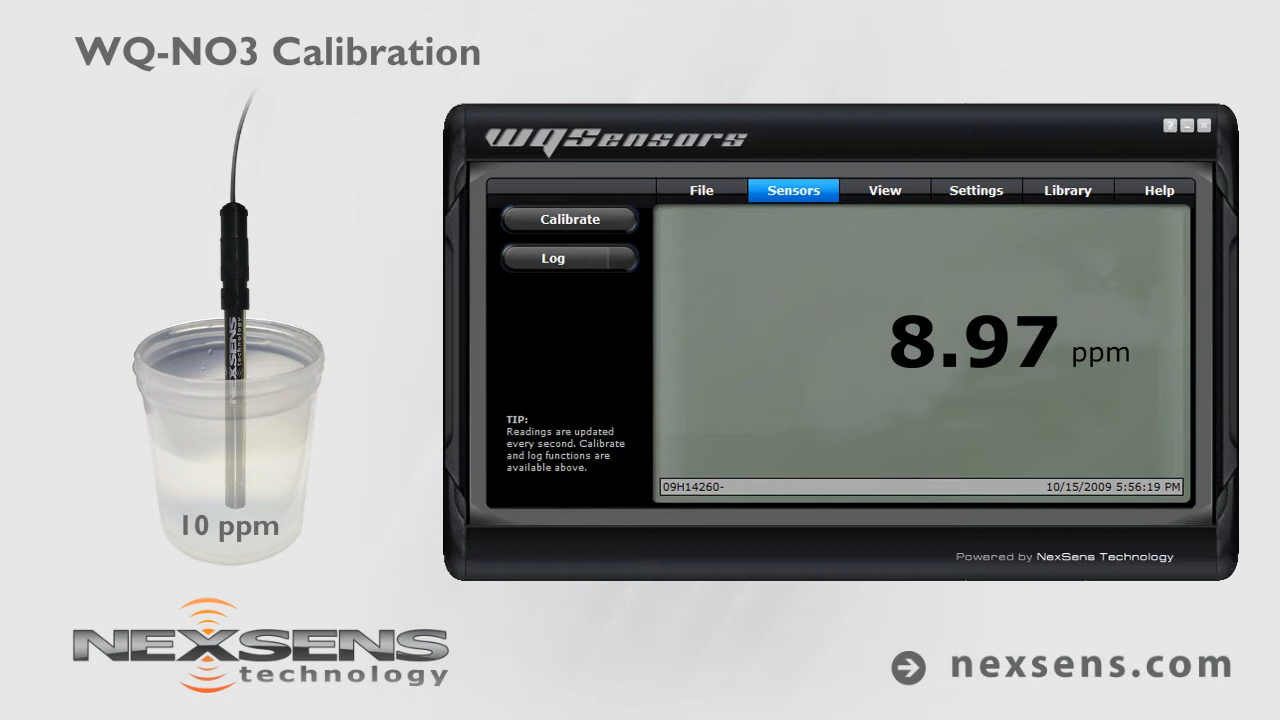 WQ-NO3 Calibration
WQSensors
File Sensors View Settings Library Help
Calibrate
Log
8.97 ppm
TIP:
Readings are updated
every second. Calibrate
and log functions are
available above.
09H14260- 10/15/2009 5:56:19 PM
Powered by NexSens Technology
NEXSENS
technology
10 ppm
NEXSENS
technology
nexsens.com